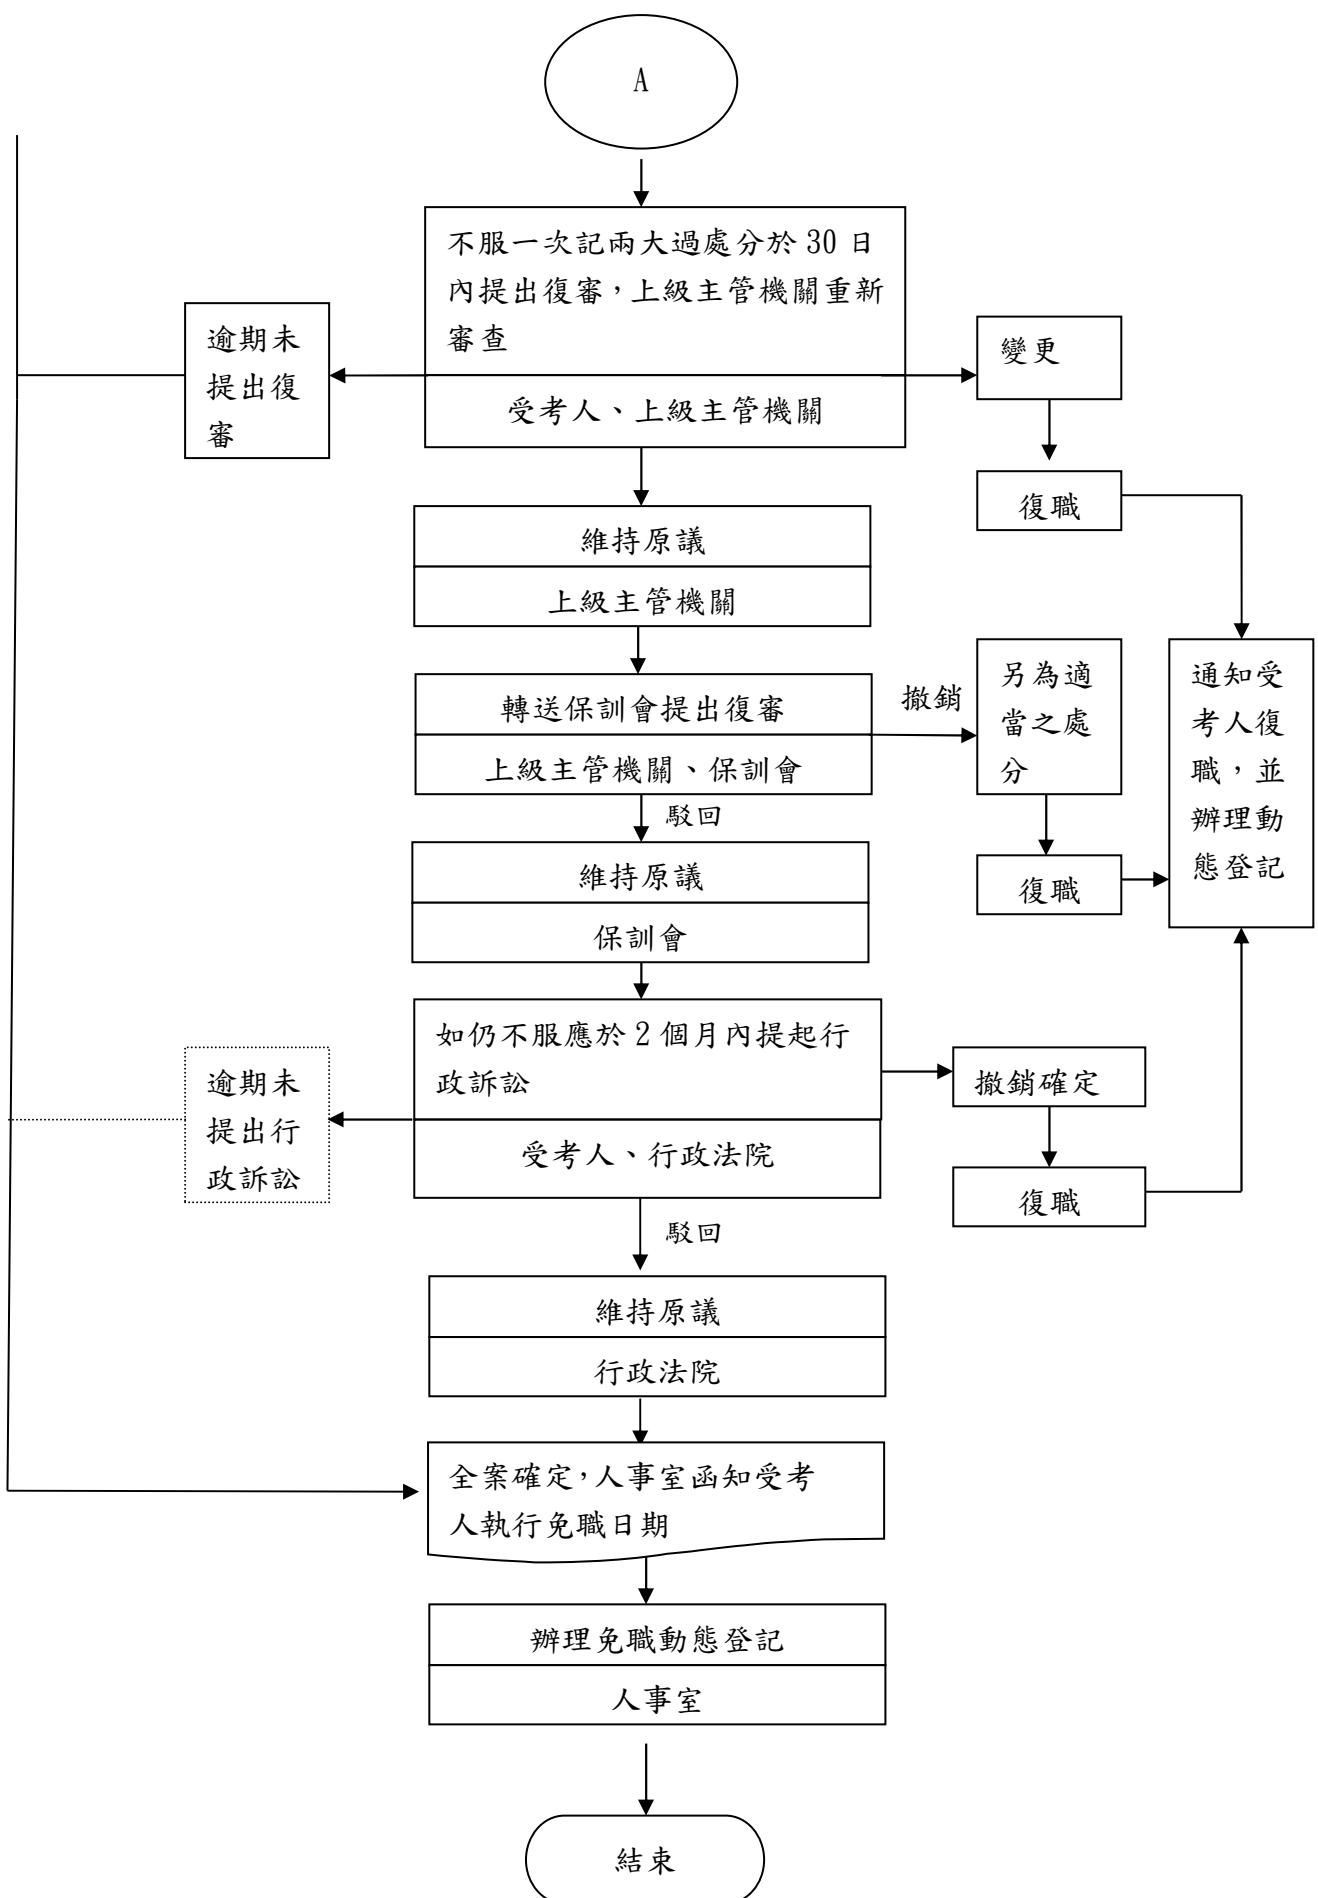 A
不服一次記兩大過處分於 30 日
內提出復審，上級主管機關重新
審查
受考人、上級主管機關
逾期未
提出復
審
變更
復職
維持原議
上級主管機關
轉送保訓會提出復審
上級主管機關、保訓會
撤銷
另為適
當之處
分
復職
通知受
考人復
職，並
辦理動
態登記
駁回
維持原議
保訓會
如仍不服應於 2 個月內提起行
政訴訟
受考人、行政法院
逾期未
提出行
政訴訟
撤銷確定
復職
駁回
維持原議
行政法院
全案確定，人事室函知受考
人執行免職日期
辦理免職動態登記
人事室
結束